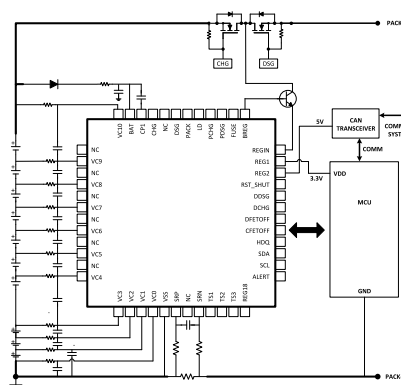 PACK
CHG
DSG
VC10
BAT
CP1
CHG
NC
DSG
PACK
LD
PCHG
PDSG
FUSE
BREG
NC
VC9
NC
VC8
NC
VC7
NC
VC6
NC
VC5
NC
VC4
REGIN
REG1
REG2
RST_SHUT
DDSG
DCHG
DFETOFF
CFETOFF
HDQ
SDA
SCL
ALERT
VC3
VC2
VC1
VC0
VSS
SRP
NC
SRN
TS1
TS2
TS3
REG18
5V
3.3V
CAN
TRANSCEIVER
COMM
VDD
MCU
GND
PACK-